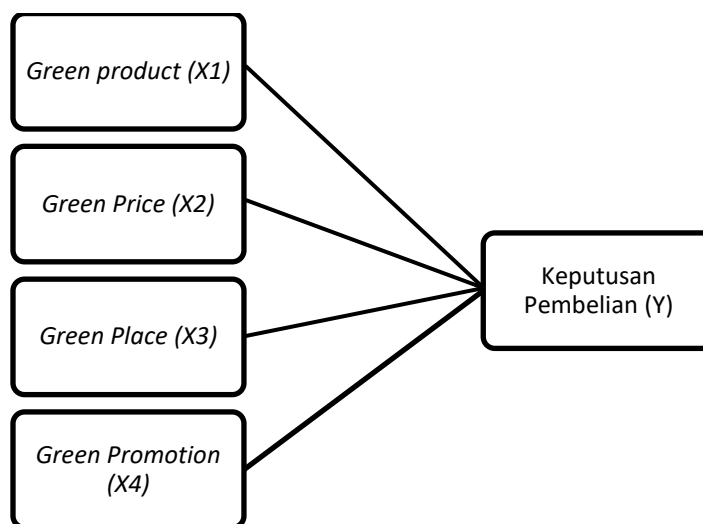 Green product (X1)
Green Price (X2)
Green Place (X3)
Green Promotion
(X4)
Keputusan
Pembelian (Y)